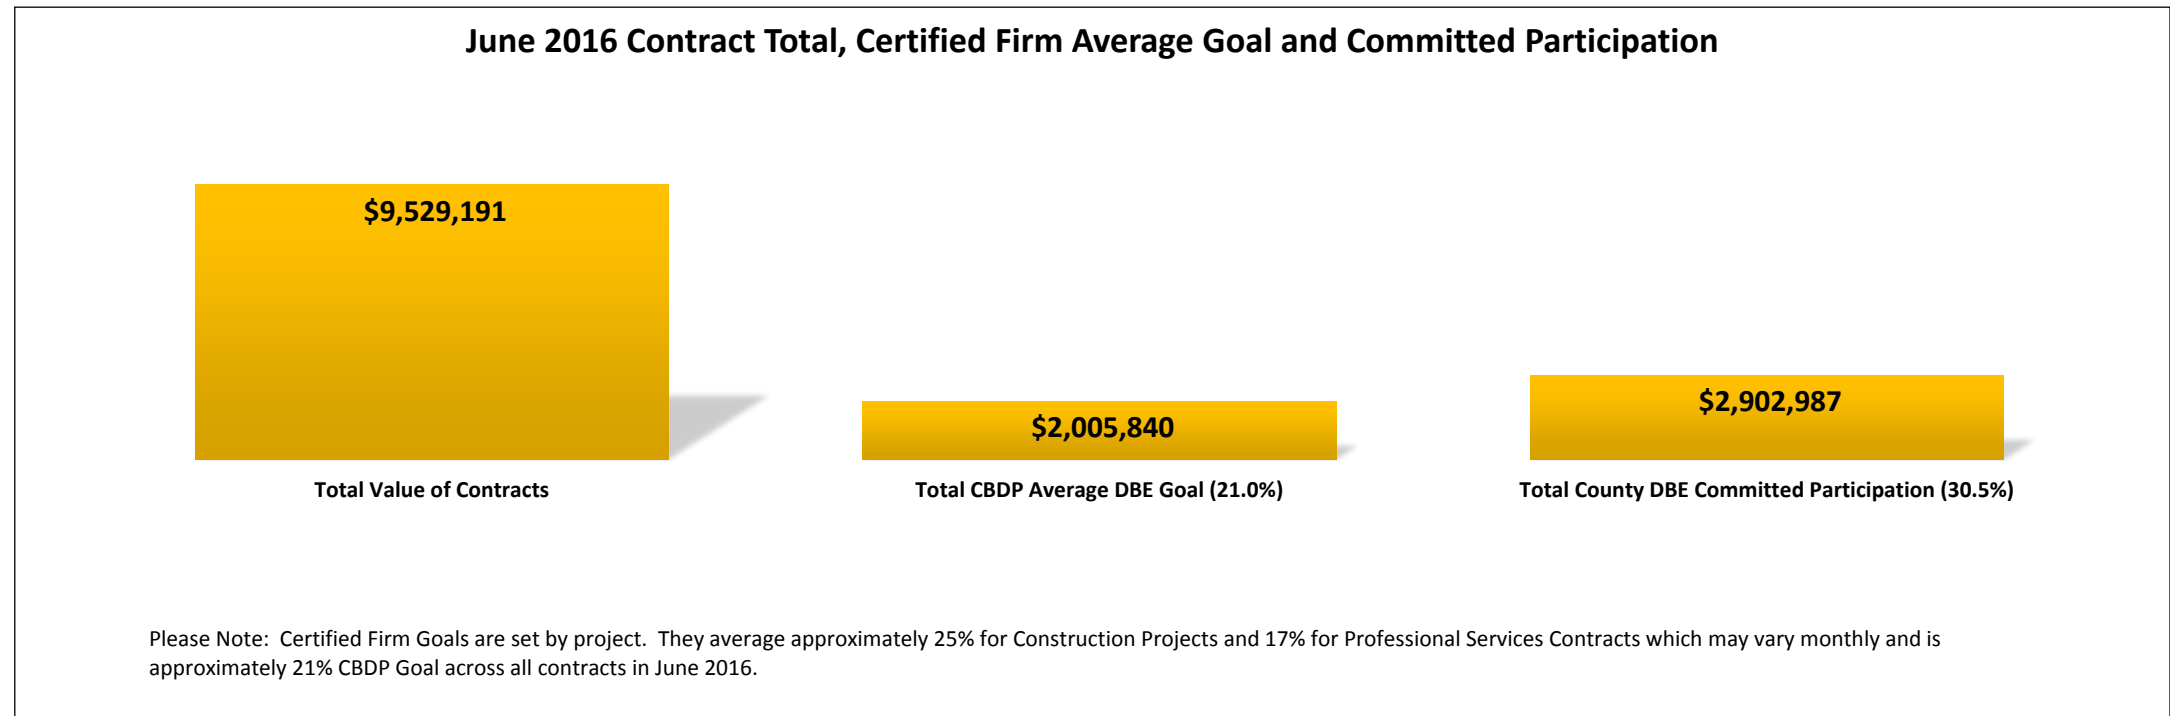 June 2016 Contract Total, Certified Firm Average Goal and Committed Participation
$9,529,191
$2,005,840
$2,902,987
Total Value of Contracts
Total CBDP Average DBE Goal (21.0%)
Total County DBE Committed Participation (30.5%)
Please Note:  Certified Firm Goals are set by project.  They average approximately 25% for Construction Projects and 17% for Professional Services Contracts which may vary monthly and is
approximately 21% CBDP Goal across all contracts in June 2016.